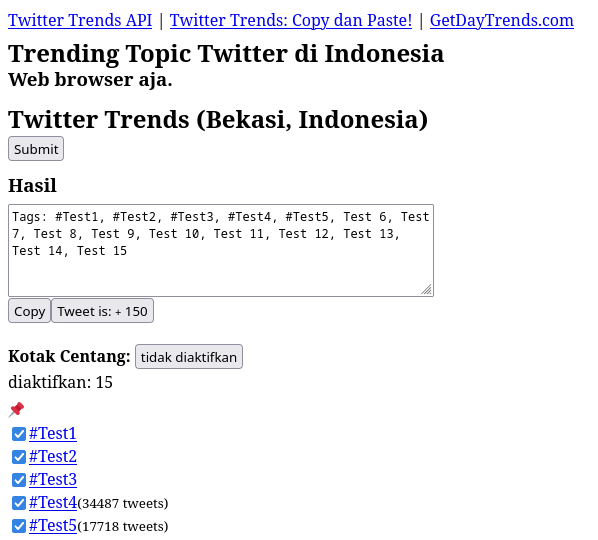 Twitter Trends API | Twitter Trends: Copy dan Paste! | GetDayTrends.com
Trending Topic Twitter di Indonesia
Web browser aja.
Twitter Trends (Bekasi, Indonesia)
Submit
Hasil
Tags: #Test1, #Test2, #Test3, #Test4, #Test5, Test 6, Test
7, Test 8, Test 9, Test 10, Test 11, Test 12, Test 13,
Test 14, Test 15
Copy Tweet is: + 150
Kotak Centang: tidak diaktifkan
diaktifkan: 15
#Test1
#Test2
#Test3
#Test4(34487 tweets)
#Test5(17718 tweets)